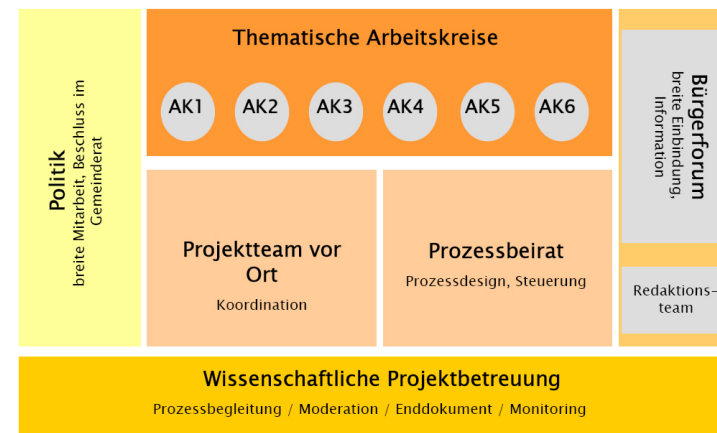 Politik
breite Mitarbeit, Beschluss im
Gemeinderat
Thematische Arbeitskreise
AK1 AK2 AK3 AK4 AK5 AK6
Projektteam vor
Ort
Koordination
Prozessbeirat
Prozessdesign, Steuerung
Bürgerforum
breite Einbindung,
Information
Redaktions-
team
Wissenschaftliche Projektbetreuung
Prozessbegleitung / Moderation / Enddokument / Monitoring